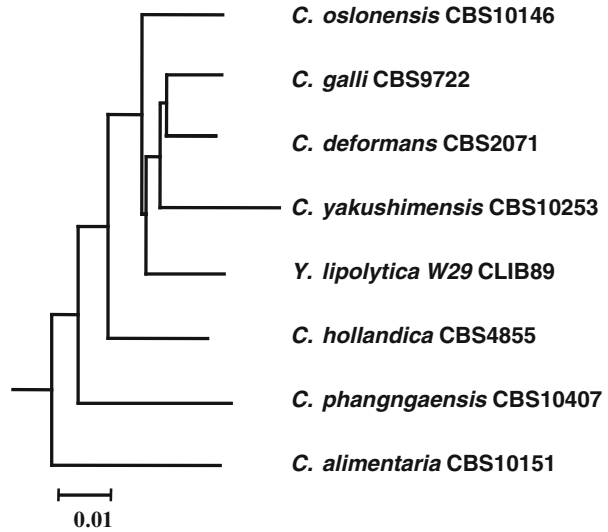 C. oslonensis CBS10146
C. galli CBS9722
C. deformans CBS2071
C. yakushimensis CBS10253
Y. lipolytica W29 CLIB89
C. hollandica CBS4855
C. phangngaensis CBS10407
C. alimentaria CBS10151
0.01